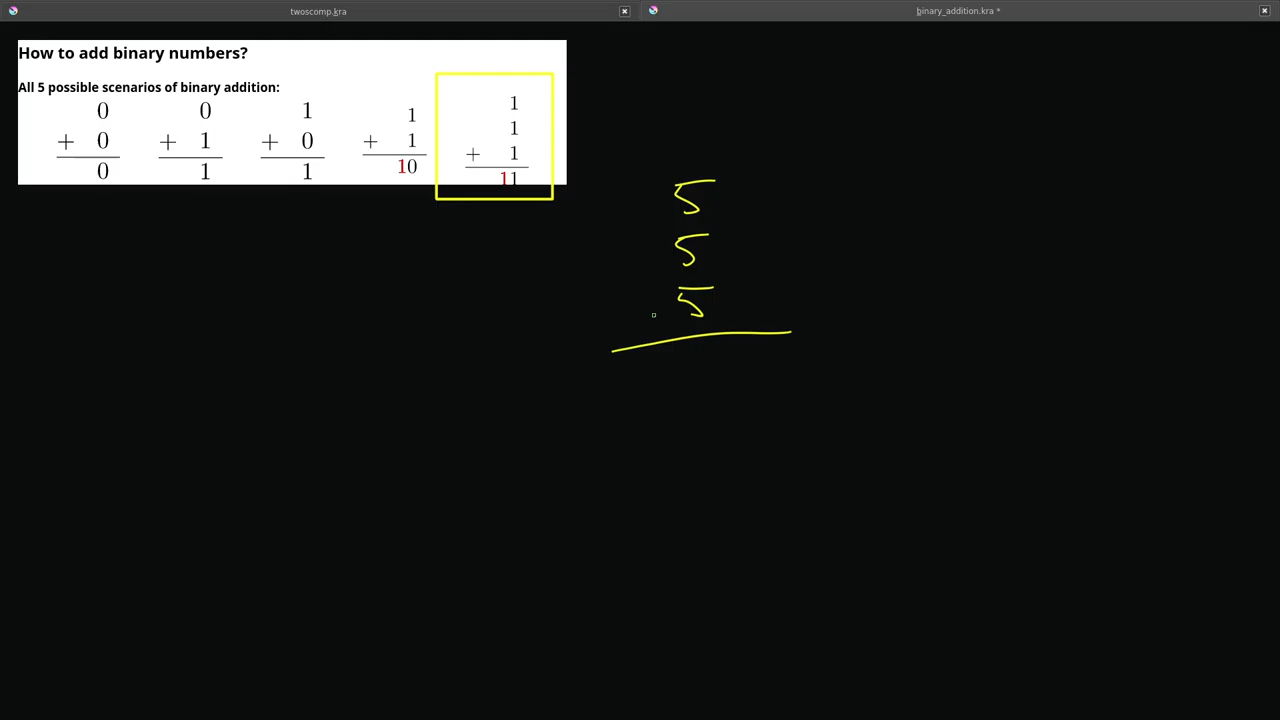 twoscomp.kra binary_addition.kra *
How to add binary numbers?
All 5 possible scenarios of binary addition:
0 0 1 1 1
1
+ 0 + 1 + 0 + 1 + 1
0 1 1 10 11
5
5
5